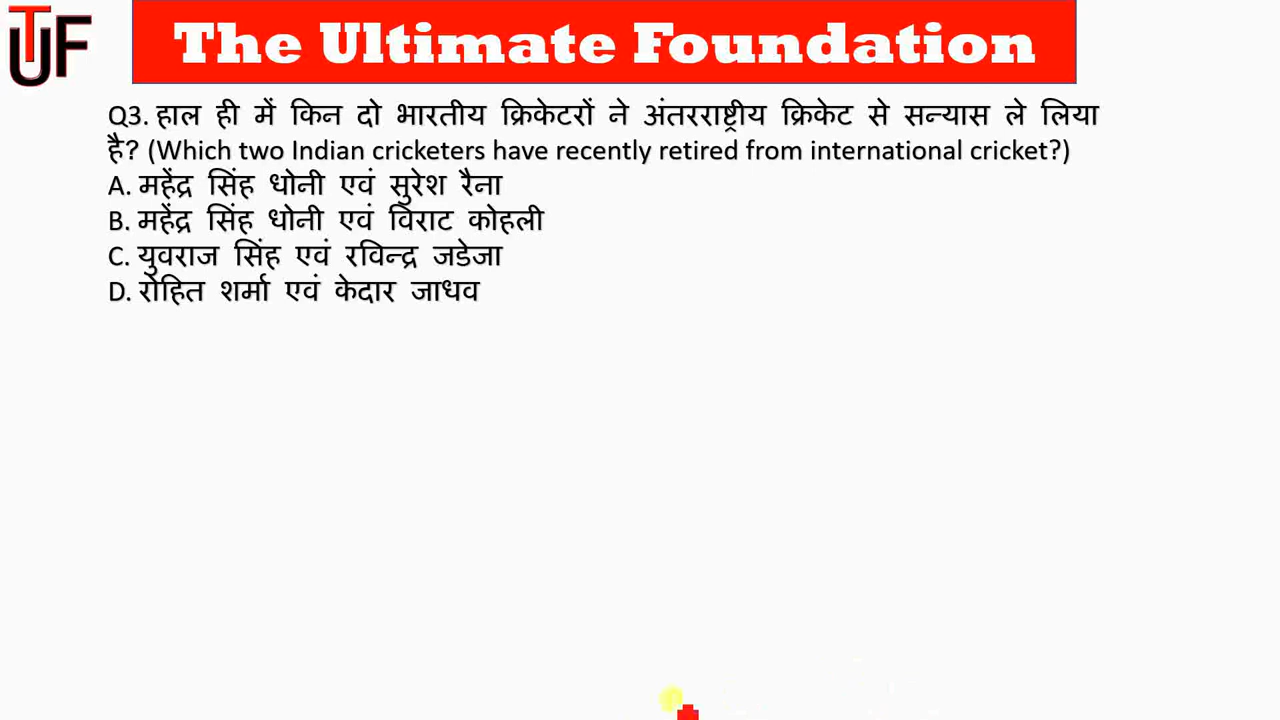 TUF
The Ultimate Foundation
Q3. हाल ही में किन दो भारतीय क्रिकेटरों ने अंतरराष्ट्रीय क्रिकेट से सन्यास ले लिया
है? (Which two Indian cricketers have recently retired from international cricket?)
A. महेंद्र सिंह धोनी एवं सुरेश रैना
B. महेंद्र सिंह धोनी एवं विराट कोहली
C. युवराज सिंह एवं रविन्द्र जडेजा
D. रोहित शर्मा एवं केदार जाधव